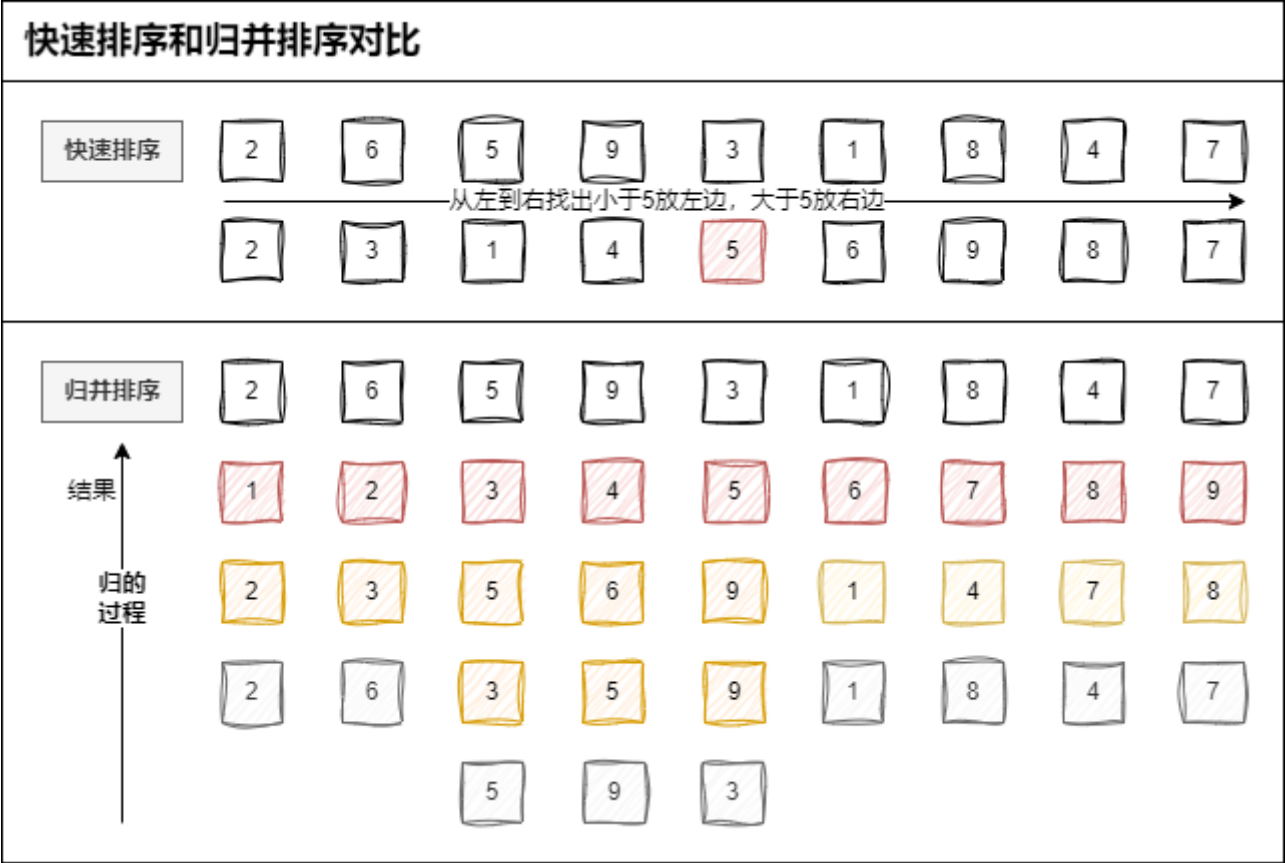 快速排序和归并排序对比
快速排序 2 6 5 9 3 1 8 4 7
从左到右找出小于5放左边，大于5放右边
2 3 1 4 5 6 9 8 7
归并排序 2 6 5 9 3 1 8 4 7
结果 1 2 3 4 5 6 7 8 9
归的
过程
2 3 5 6 9 1 4 7 8
2 6 3 5 9 1 8 4 7
5 9 3